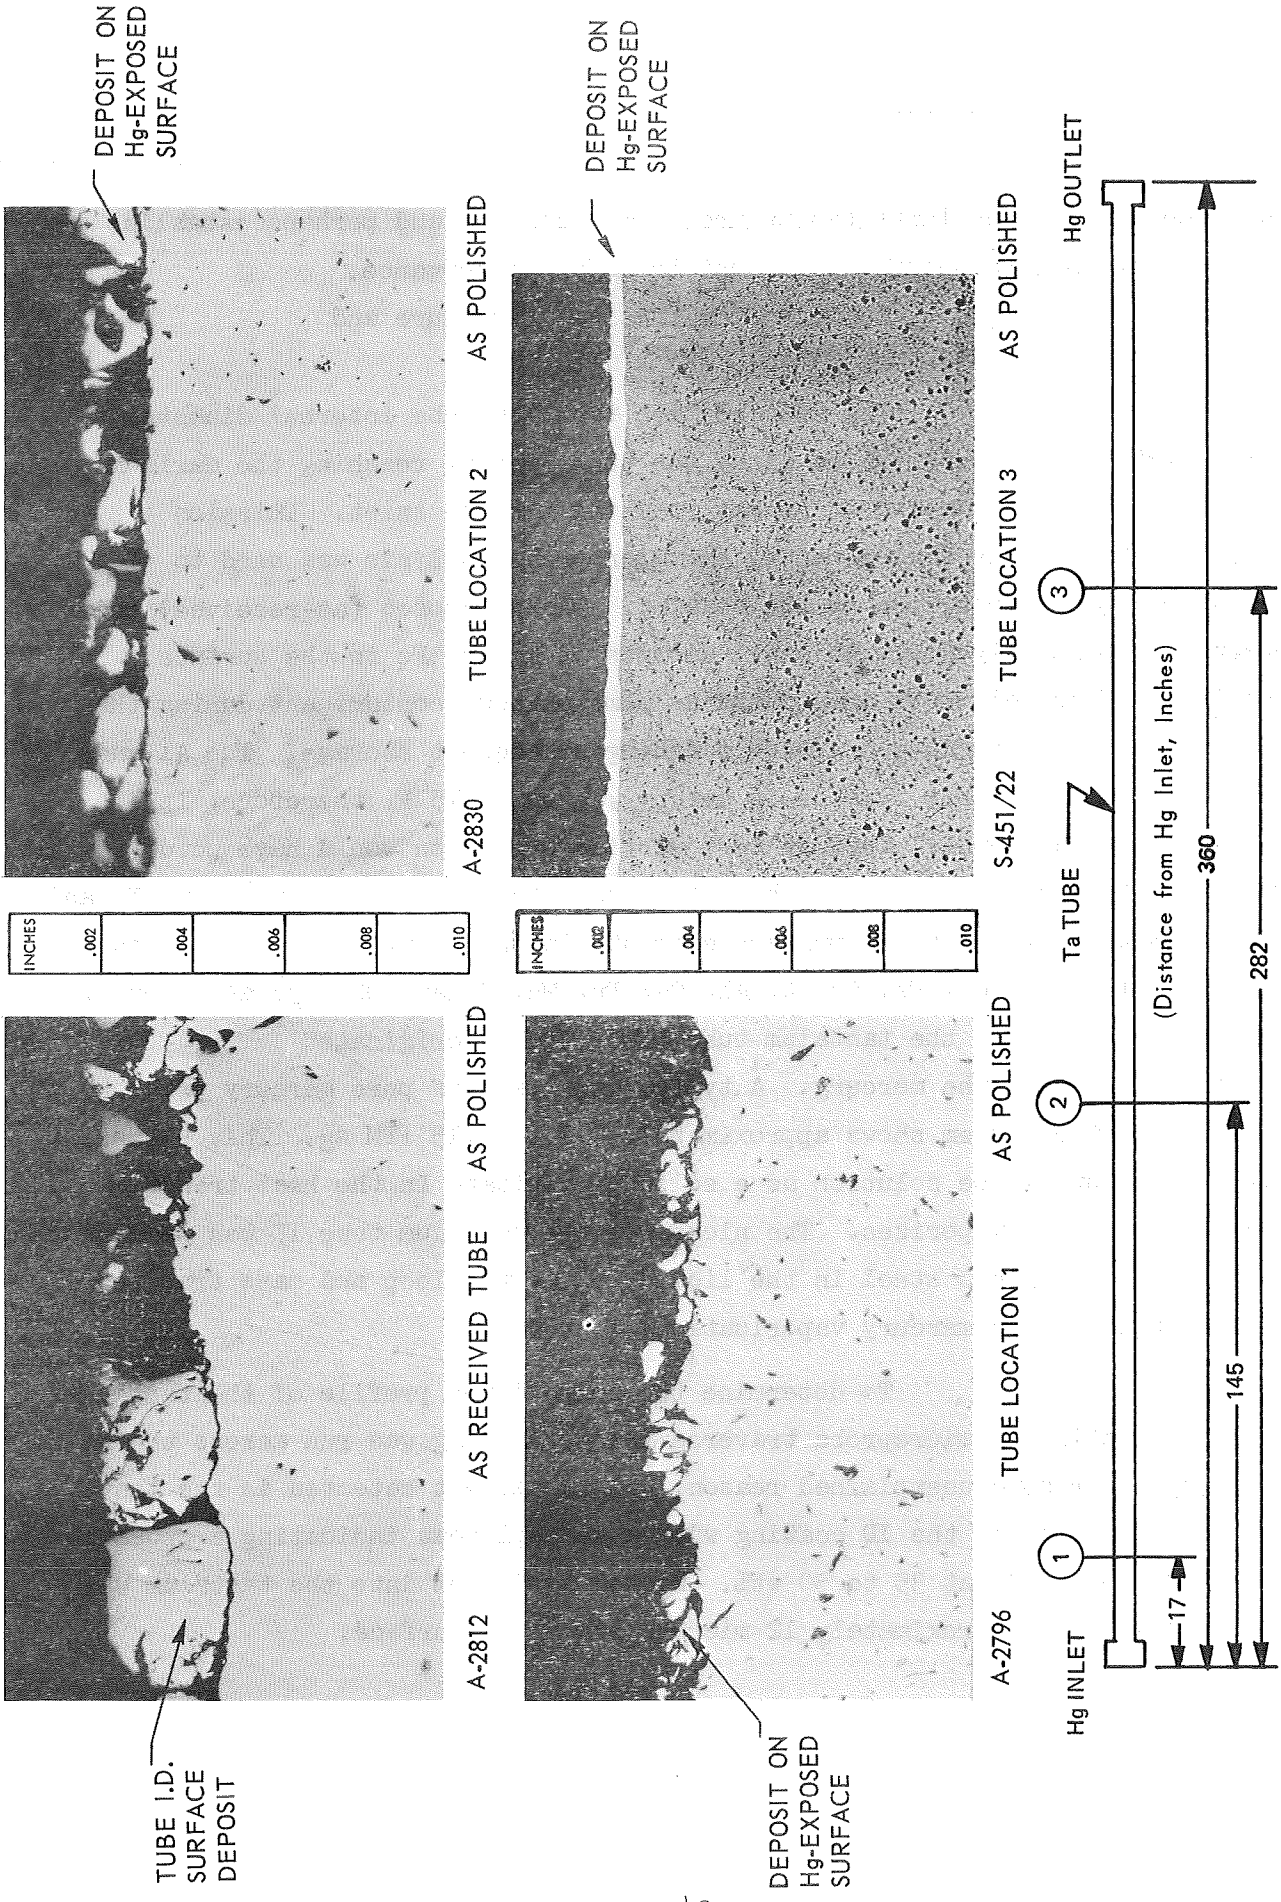 TUBE I.D.
SURFACE
DEPOSIT
A-2812
AS RECEIVED TUBE
AS POLISHED
INCHES
.002
.004
.006
.008
.010
DEPOSIT ON
Hg-EXPOSED
SURFACE
A-2830
TUBE LOCATION 2
AS POLISHED
DEPOSIT ON
Hg-EXPOSED
SURFACE
A-2796
TUBE LOCATION 1
AS POLISHED
INCHES
.002
.004
.006
.008
.010
DEPOSIT ON
Hg-EXPOSED
SURFACE
S-451/22
TUBE LOCATION 3
AS POLISHED
Hg INLET
1
2
Ta TUBE
3
Hg OUTLET
(Distance from Hg Inlet, Inches)
17
360
145
282